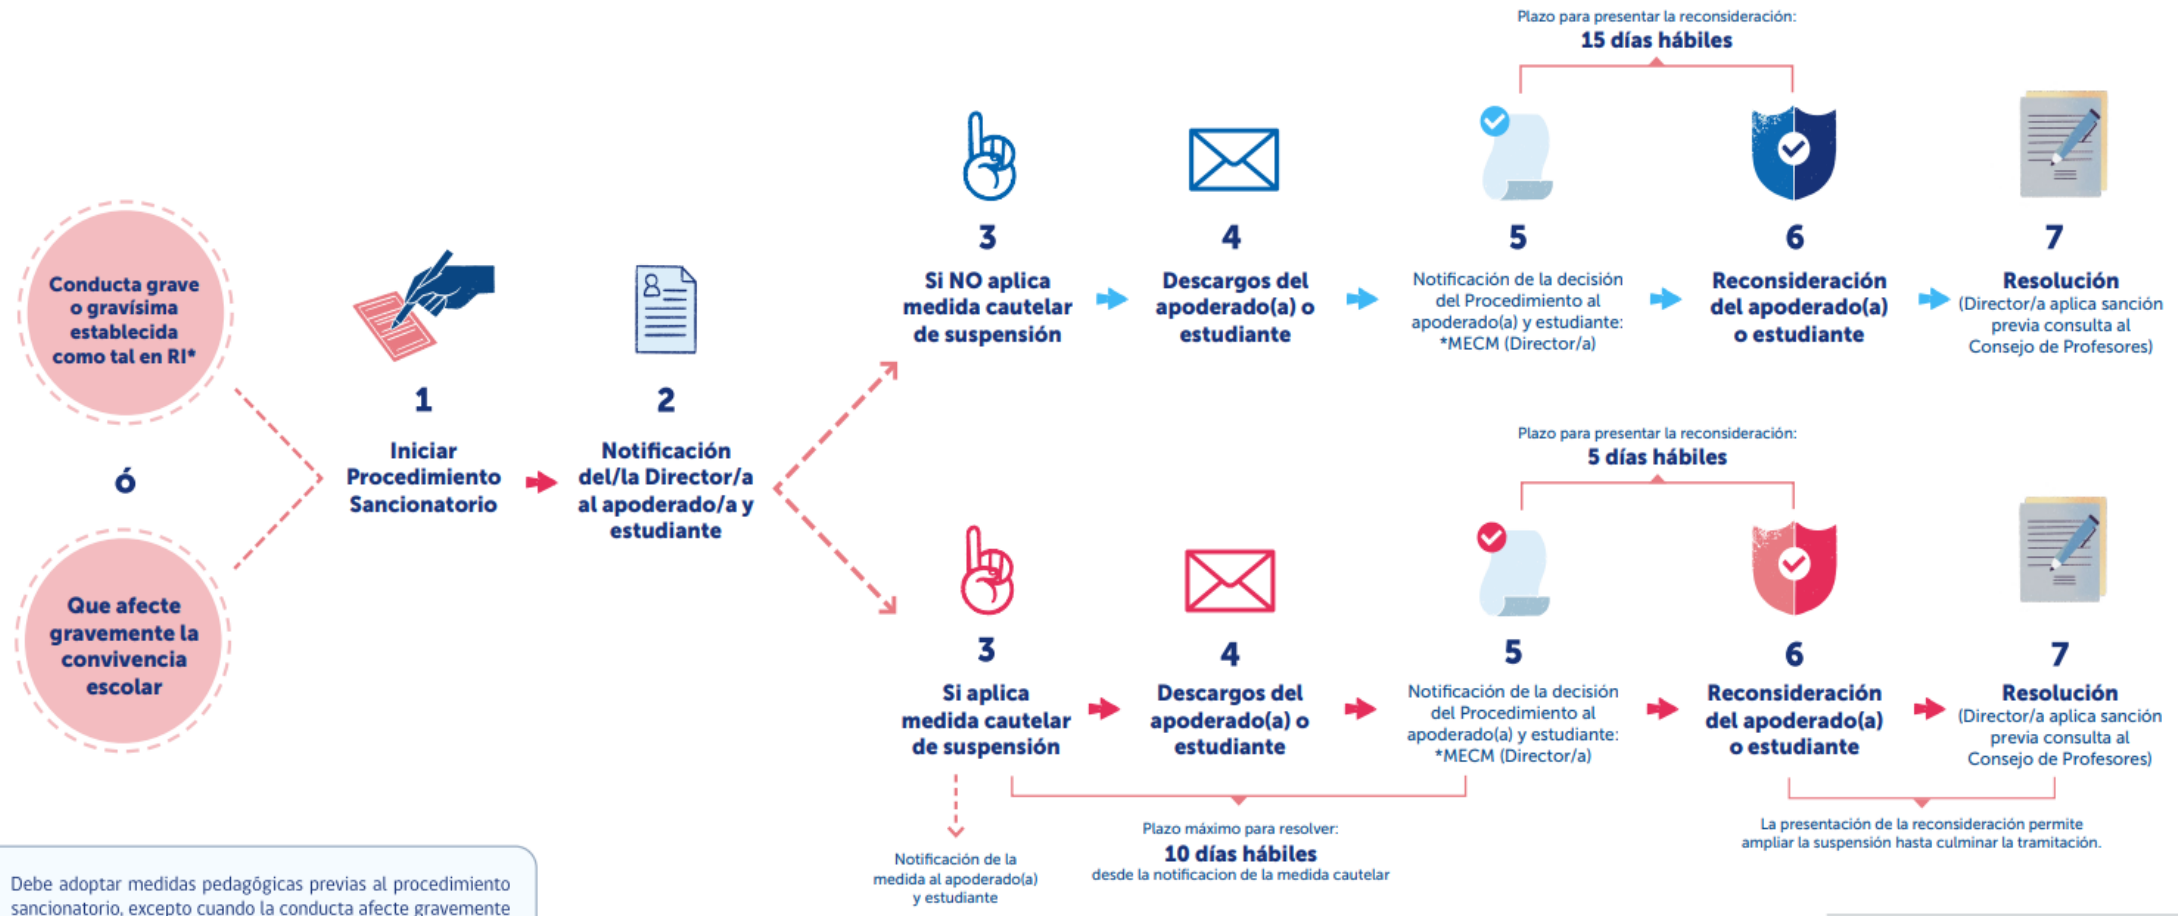 Conducta grave
o gravísima
establecida
como tal en RI*
ó
Que afecte
gravemente la
convivencia
escolar
1
Iniciar
Procedimiento
Sancionatorio
2
Notificación
del/la Director/a
al apoderado/a y
estudiante
Plazo para presentar la reconsideración:
15 días hábiles
3
Si NO aplica
medida cautelar
de suspensión
4
Descargos del
apoderado(a) o
estudiante
5
Notificación de la decisión
del Procedimiento al
apoderado(a) y estudiante:
*MECM (Director/a)
6
Reconsideración
del apoderado(a)
o estudiante
7
Resolución
(Director/a aplica sanción
previa consulta al
Consejo de Profesores)
Plazo para presentar la reconsideración:
5 días hábiles
3
Si aplica
medida cautelar
de suspensión
4
Descargos del
apoderado(a) o
estudiante
5
Notificación de la decisión
del Procedimiento al
apoderado(a) y estudiante:
*MECM (Director/a)
6
Reconsideración
del apoderado(a)
o estudiante
7
Resolución
(Director/a aplica sanción
previa consulta al
Consejo de Profesores)
Notificación de la
medida al apoderado(a)
y estudiante
Plazo máximo para resolver:
10 días hábiles
desde la notificacion de la medida cautelar
La presentación de la reconsideración permite
ampliar la suspensión hasta culminar la tramitación.
Debe adoptar medidas pedagógicas previas al procedimiento
sancionatorio, excepto cuando la conducta afecte gravemente